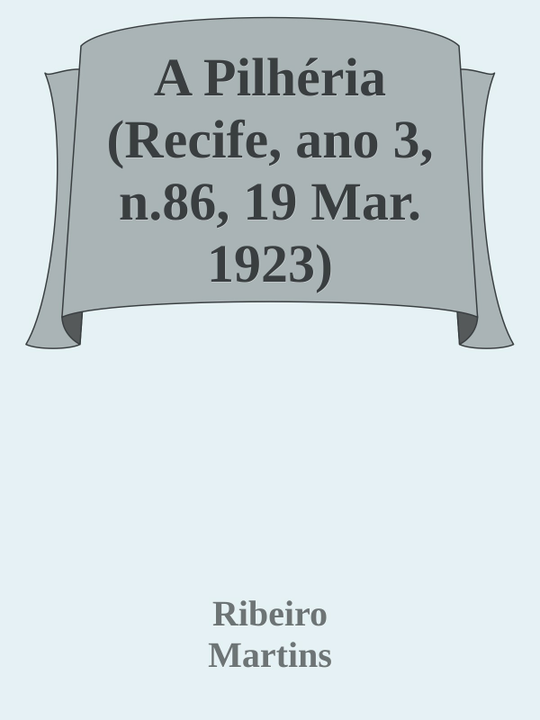 A Pilhéria
(Recife, ano 3,
n.86, 19 Mar.
1923)
Ribeiro
Martins